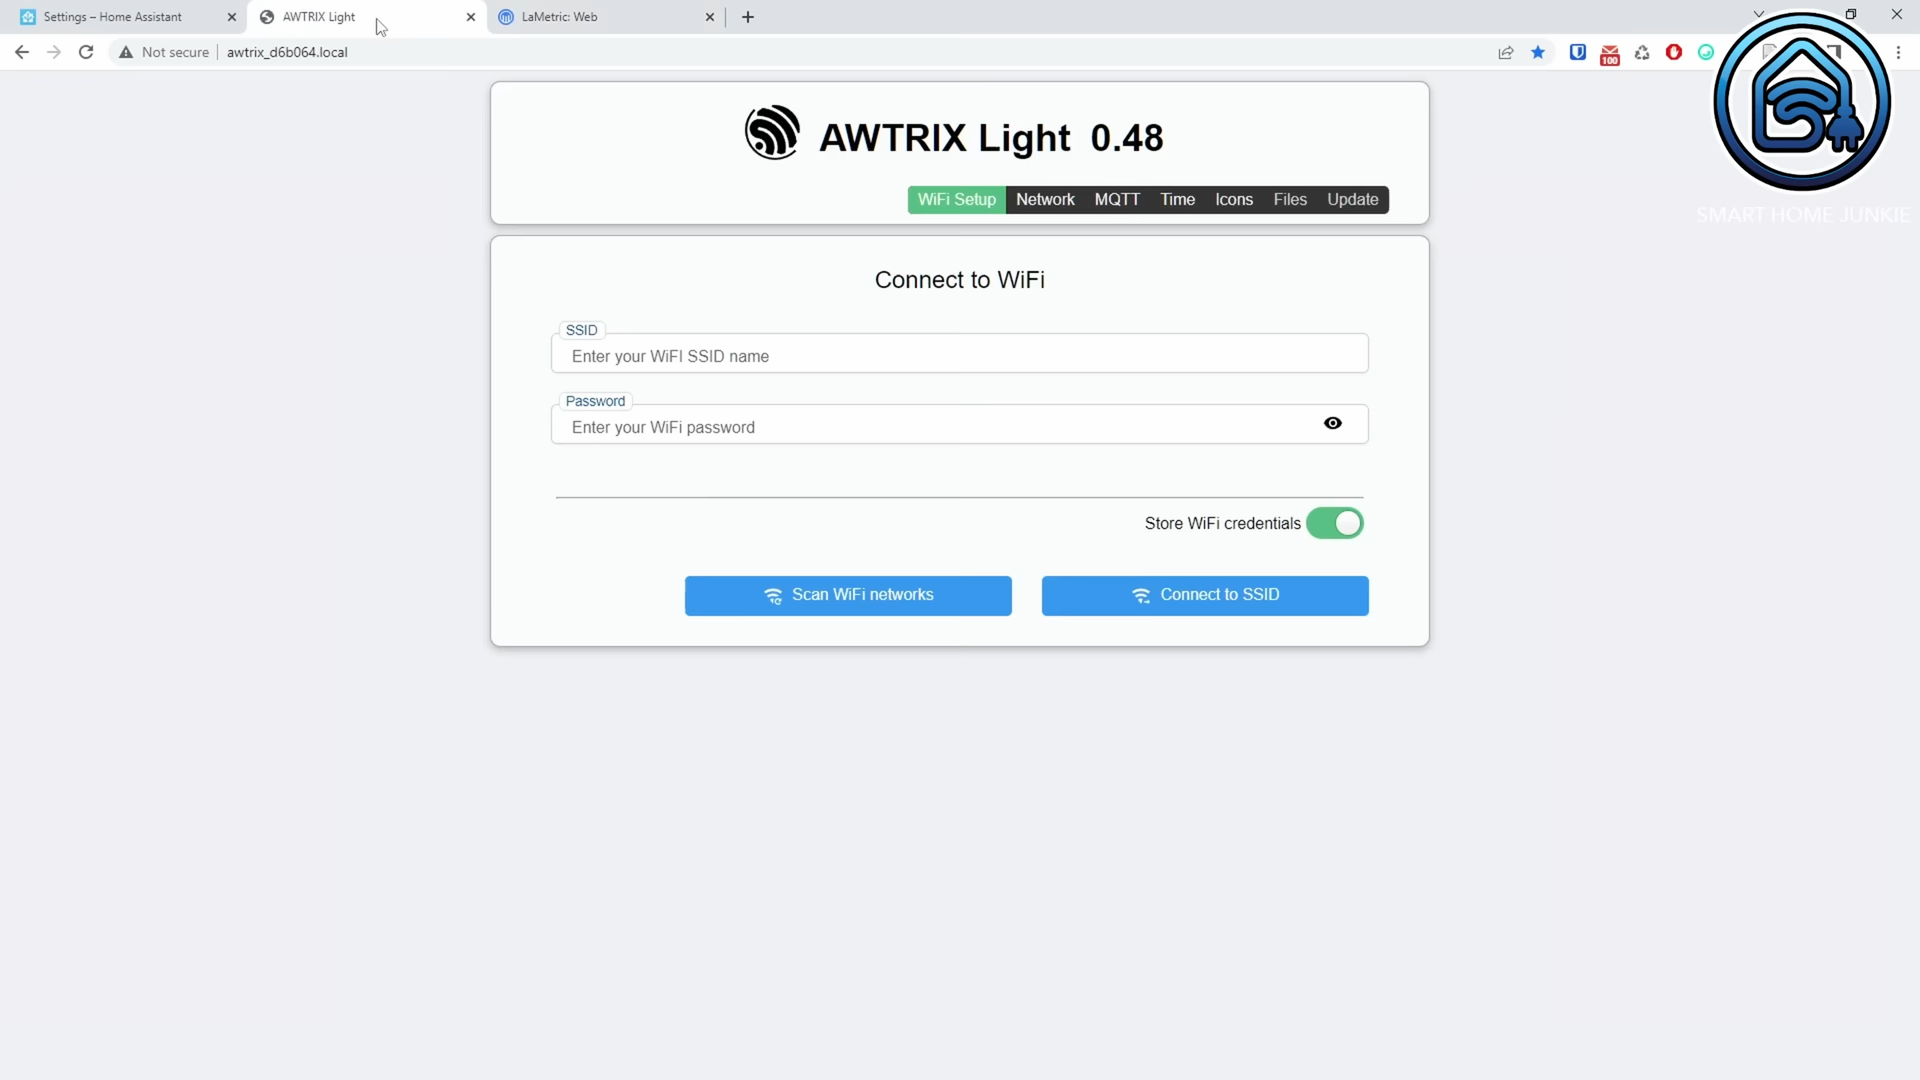 Settings – Home Assistant
AWTRIX Light
LaMetric: Web
Not secure
awtrix_d6b064.local
100
AWTRIX Light 0.48
WiFi Setup
Network
MQTT
Time
Icons
Files
Update
SMART HOME JUNKIE
Connect to WiFi
SSID
Enter your WiFI SSID name
Password
Enter your WiFi password
Store WiFi credentials
Scan WiFi networks
Connect to SSID